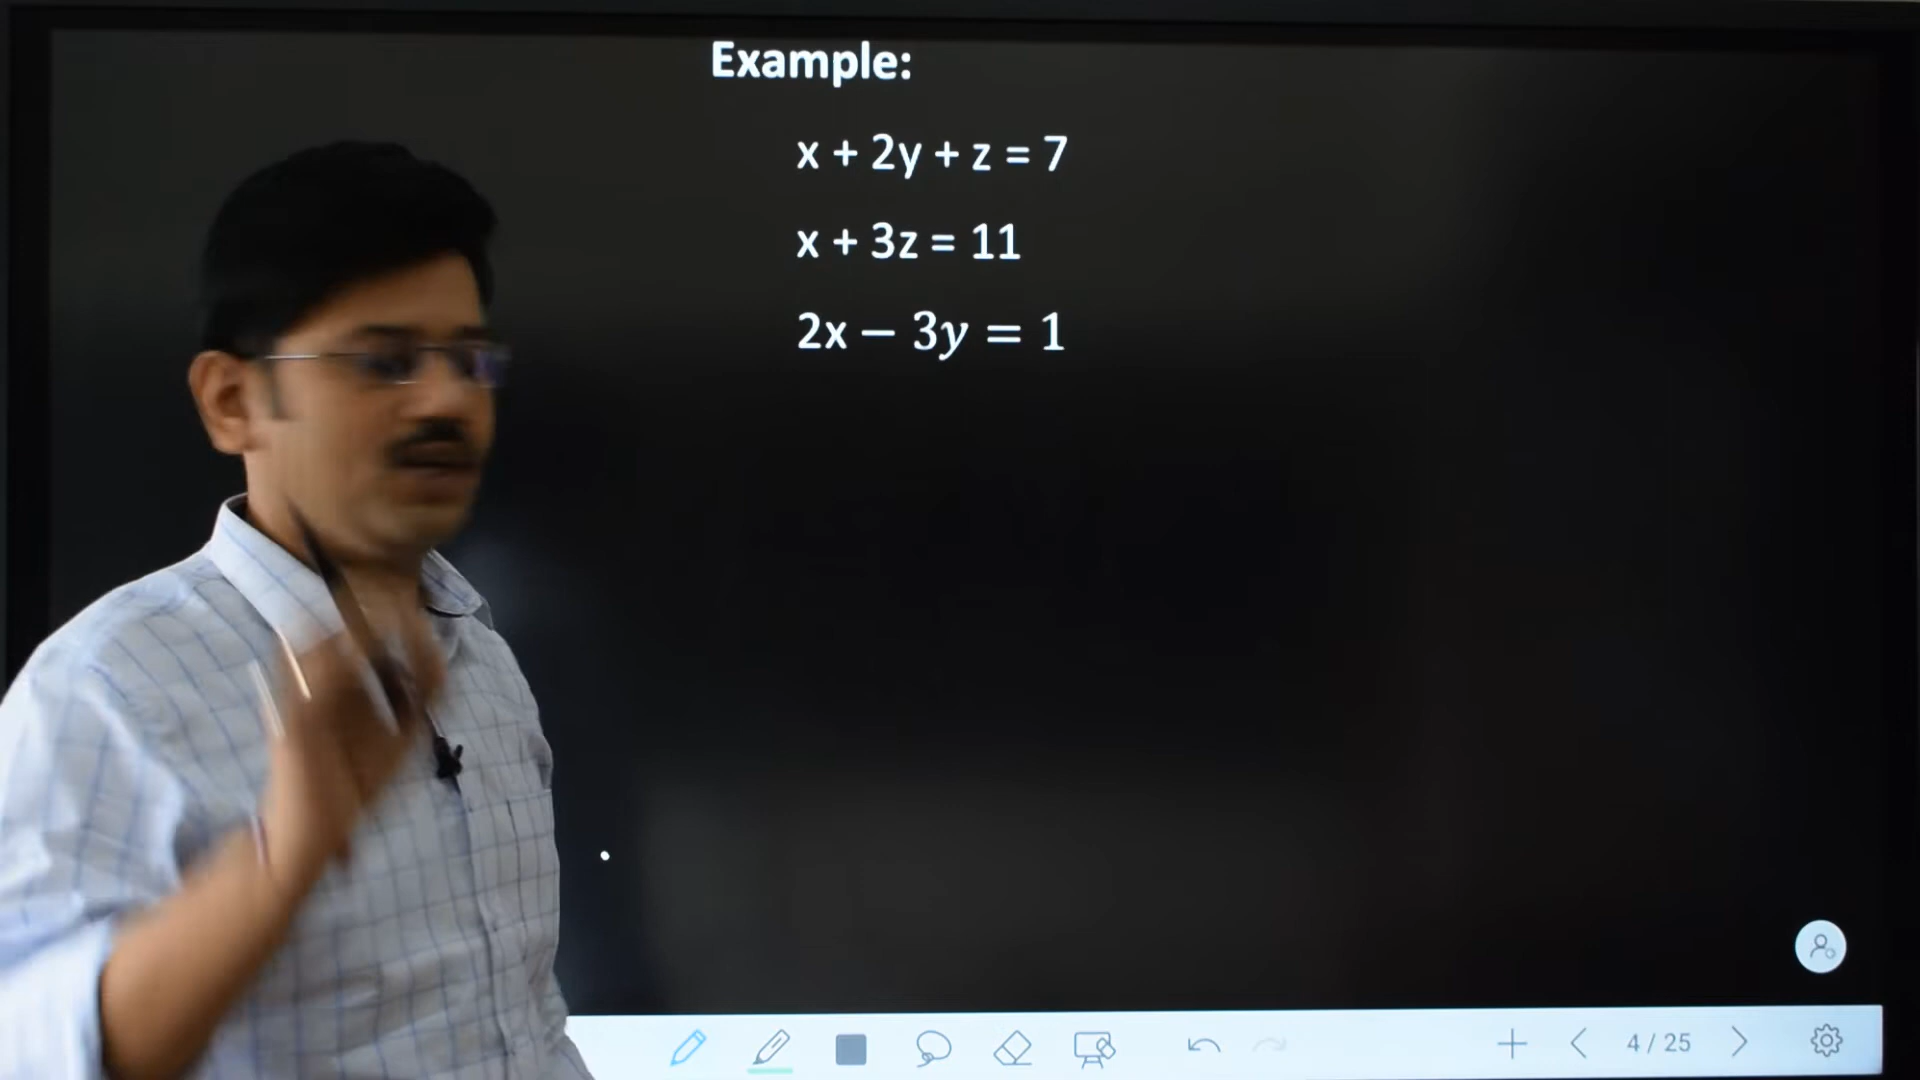 Example:
x + 2y + z = 7
x + 3z = 11
2x − 3y = 1
4 / 25